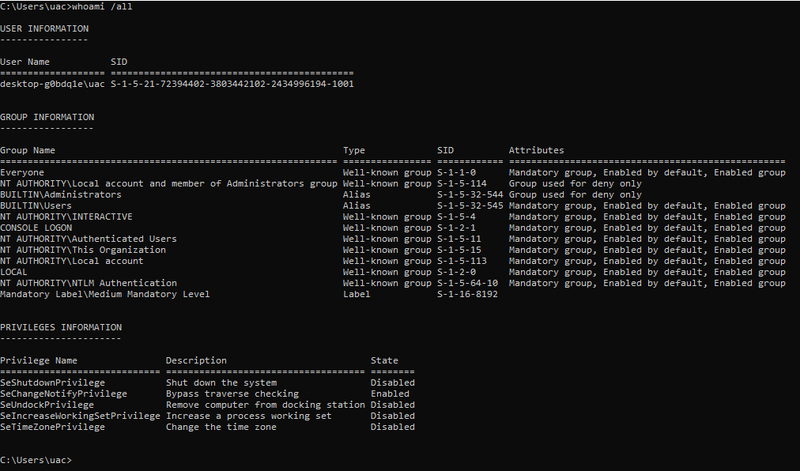 C:\Users\uac>whoami /all
USER INFORMATION
----------------
User Name           SID
=================== ============================================
desktop-g0bdqle\uac S-1-5-21-72394402-3803442102-2434996194-1001
GROUP INFORMATION
-----------------
Group Name                                                    Type             SID          Attributes
============================================================= ================ ============ ==================================================
Everyone                                                      Well-known group S-1-1-0      Mandatory group, Enabled by default, Enabled group
NT AUTHORITY\Local account and member of Administrators group Well-known group S-1-5-114    Group used for deny only
BUILTIN\Administrators                                        Alias            S-1-5-32-544 Group used for deny only
BUILTIN\Users                                                 Alias            S-1-5-32-545 Mandatory group, Enabled by default, Enabled group
NT AUTHORITY\INTERACTIVE                                      Well-known group S-1-5-4      Mandatory group, Enabled by default, Enabled group
CONSOLE LOGON                                                 Well-known group S-1-2-1      Mandatory group, Enabled by default, Enabled group
NT AUTHORITY\Authenticated Users                              Well-known group S-1-5-11     Mandatory group, Enabled by default, Enabled group
NT AUTHORITY\This Organization                                Well-known group S-1-5-15     Mandatory group, Enabled by default, Enabled group
NT AUTHORITY\Local account                                    Well-known group S-1-5-113    Mandatory group, Enabled by default, Enabled group
LOCAL                                                         Well-known group S-1-2-0      Mandatory group, Enabled by default, Enabled group
NT AUTHORITY\NTLM Authentication                              Well-known group S-1-5-64-10  Mandatory group, Enabled by default, Enabled group
Mandatory Label\Medium Mandatory Level                        Label            S-1-16-8192
PRIVILEGES INFORMATION
----------------------
Privilege Name                Description                          State
============================= ==================================== ========
SeShutdownPrivilege           Shut down the system                 Disabled
SeChangeNotifyPrivilege       Bypass traverse checking             Enabled
SeUndockPrivilege             Remove computer from docking station Disabled
SeIncreaseWorkingSetPrivilege Increase a process working set       Disabled
SeTimeZonePrivilege           Change the time zone                 Disabled
C:\Users\uac>